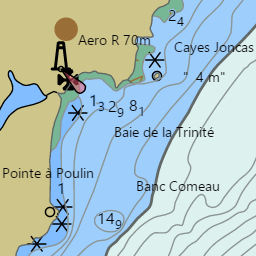 2₄
Aero R 70m
Cayes Joncas
" 4 m"
1₃ 2₉ 8₁
Baie de la Trinité
Pointe à Poulin
Banc Comeau
1
14₉